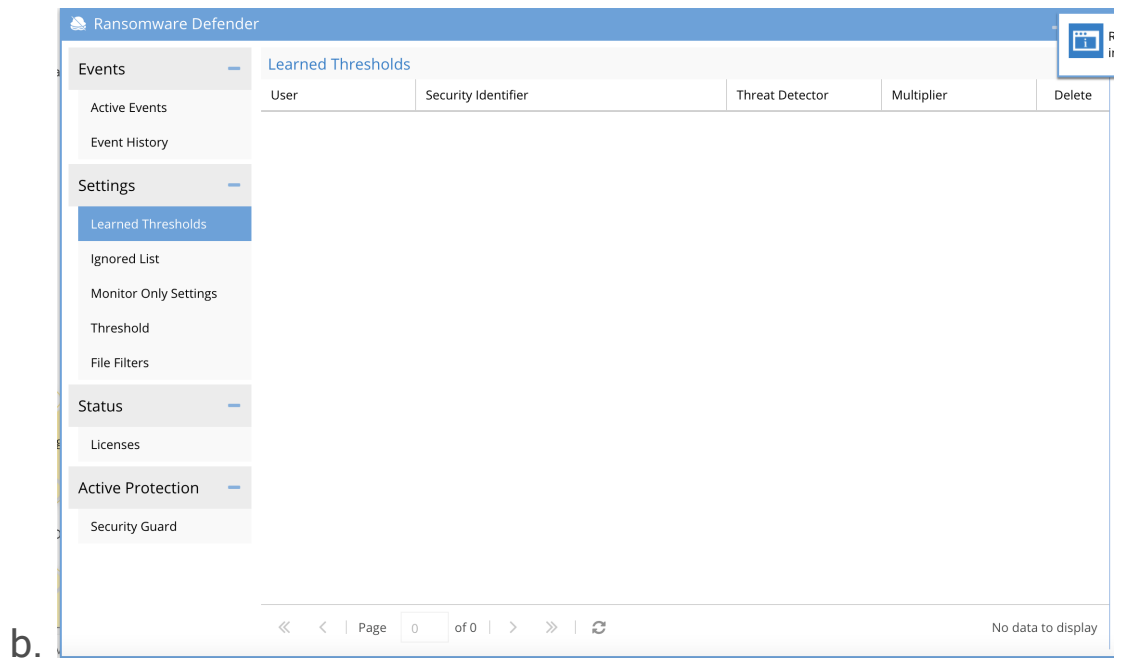 Ransomware Defender
Events
Active Events
Event History
Settings
Learned Thresholds
Ignored List
Monitor Only Settings
Threshold
File Filters
Status
Licenses
Active Protection
Security Guard
Learned Thresholds
User Security Identifier Threat Detector Multiplier Delete
Page 0 of 0
No data to display
b.